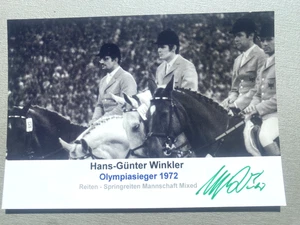 Hans-Günter Winkler
Olympiasieger 1972
Reiten - Springreiten Mannschaft Mixed